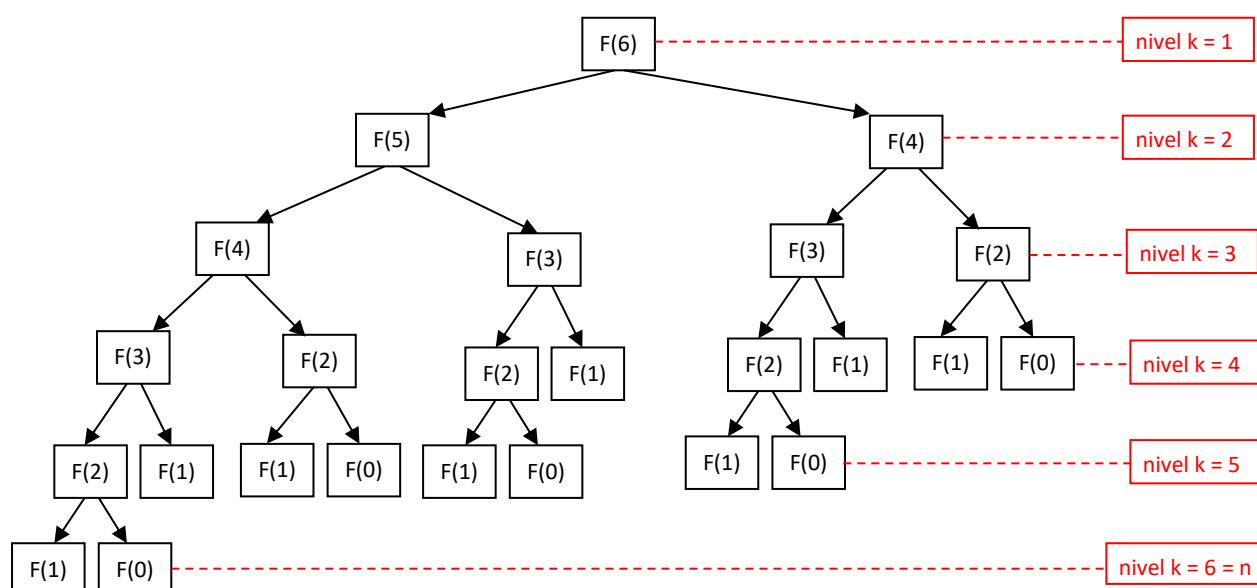 F(6)
nivel k = 1
F(5)
F(4)
nivel k = 2
F(4)
F(3)
F(3)
F(2)
nivel k = 3
F(3)
F(2)
F(2)
F(1)
F(2)
F(1)
F(1)
F(0)
nivel k = 4
F(2)
F(1)
F(1)
F(0)
F(1)
F(0)
F(1)
F(0)
nivel k = 5
F(1)
F(0)
nivel k = 6 = n